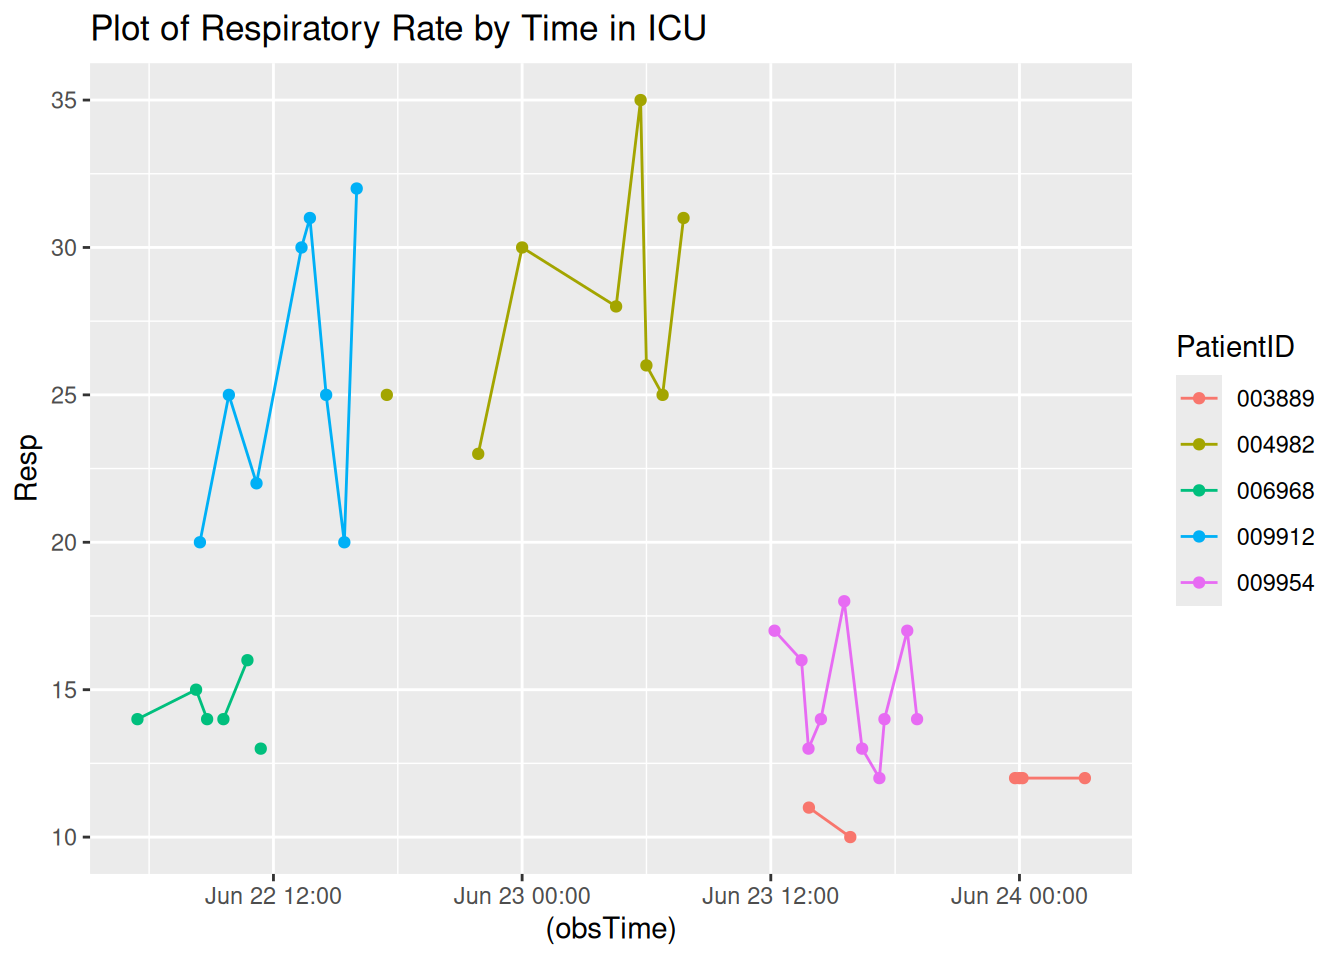 Plot of Respiratory Rate by Time in ICU
35
30
25
20
15
10
Resp
Jun 22 12:00
Jun 23 00:00
Jun 23 12:00
Jun 24 00:00
(obsTime)
PatientID
003889
004982
006968
009912
009954